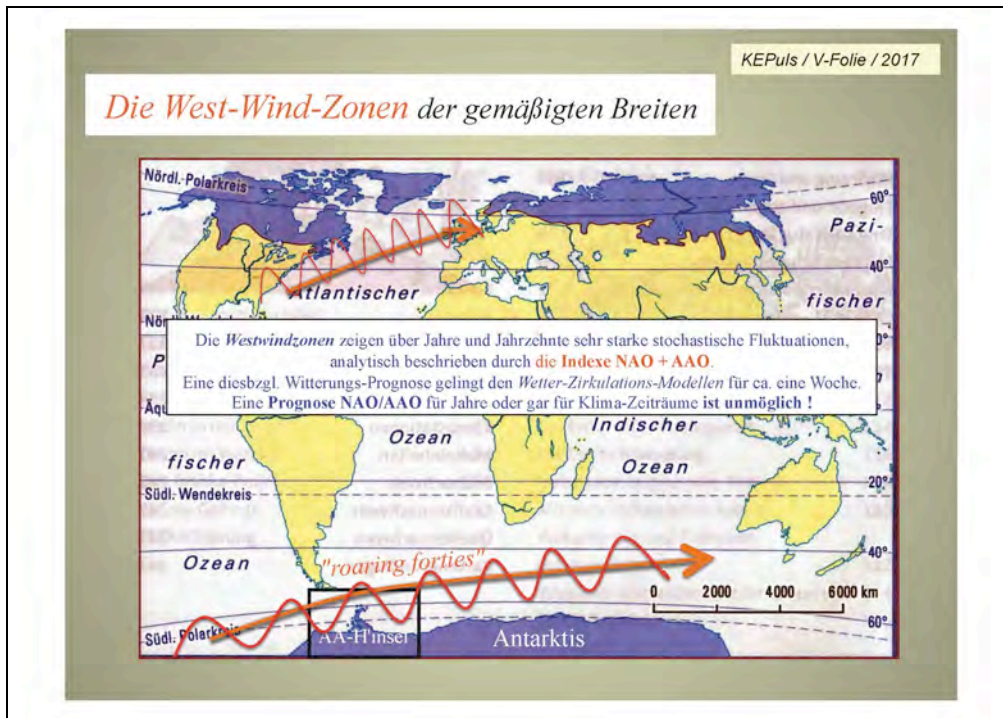 KEPuls / V-Folie / 2017
Die West-Wind-Zonen der gemäßigten Breiten
Nördl. Polarkreis
60°
Pazi-
40°
Atlantischer
fischer
Die Westwindzonen zeigen über Jahre und Jahrzehnte sehr starke stochastische Fluktuationen,
analytisch beschrieben durch die Indexe NAO + AAO.
Eine diesbzgl. Witterungs-Prognose gelingt den Wetter-Zirkulations-Modellen für ca. eine Woche.
Eine Prognose NAO/AAO für Jahre oder gar für Klima-Zeiträume ist unmöglich !
Ozean
Indischer
fischer
Ozean
Südl. Wendekreis
20°
Ozean
"roaring forties"
40°
0 2000 4000 6000 km
Südl. Polarkreis
60°
AA-H'insel
Antarktis